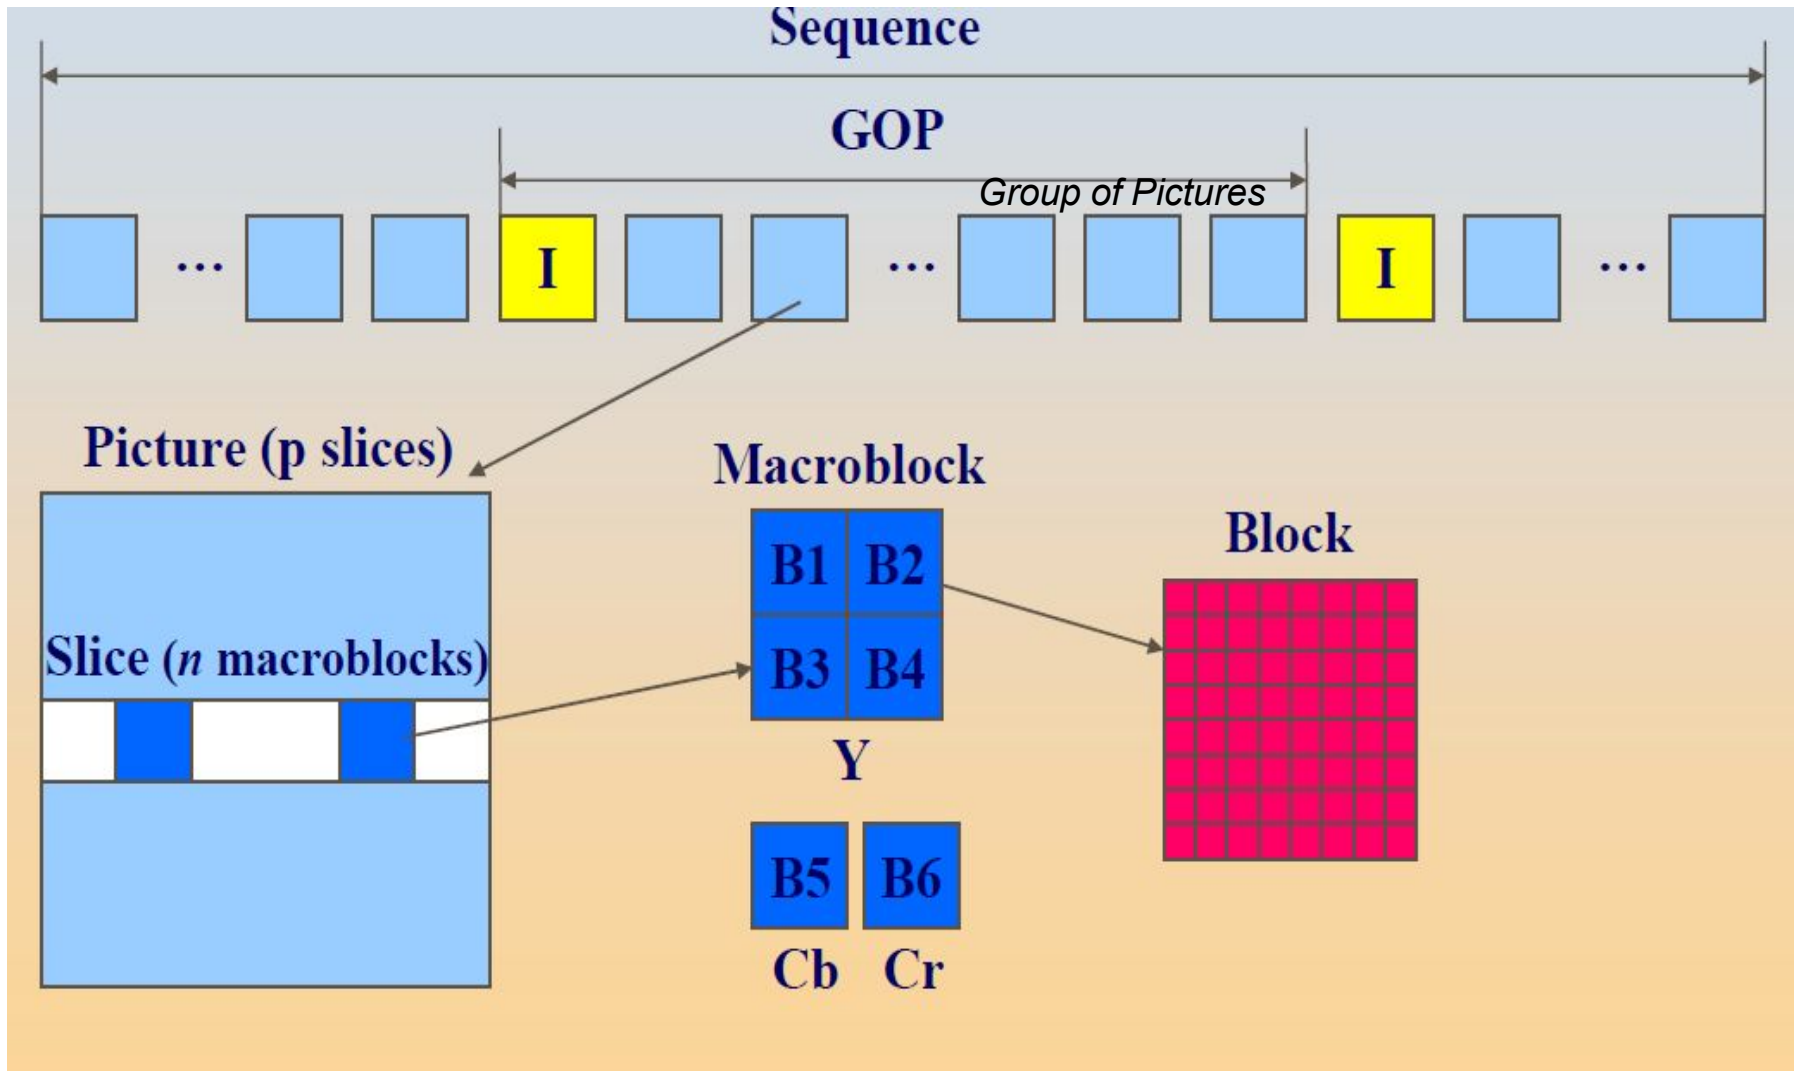 Sequence
GOP
Group of Pictures
... I ... I ...
Picture (p slices)
Macroblock
Block
B1 B2
Slice (n macroblocks)
B3 B4
Y
B5 B6
Cb Cr